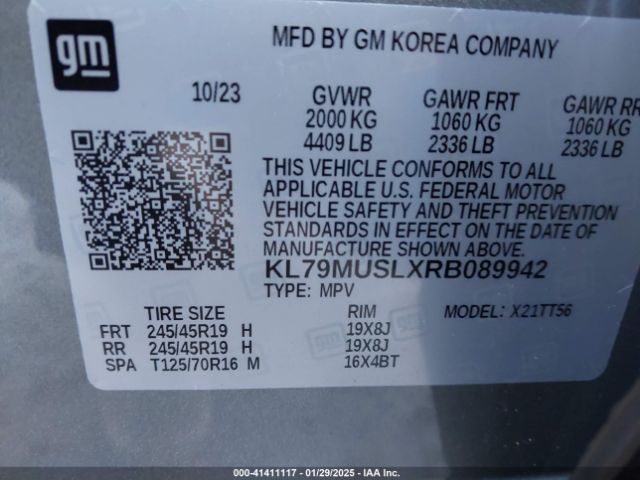 gm
MFD BY GM KOREA COMPANY
10/23 GVWR GAWR FRT GAWR RR
2000 KG 1060 KG 1060 KG
4409 LB 2336 LB 2336 LB
THIS VEHICLE CONFORMS TO ALL
APPLICABLE U.S. FEDERAL MOTOR
VEHICLE SAFETY AND THEFT PREVENTION
STANDARDS IN EFFECT ON THE DATE OF
MANUFACTURE SHOWN ABOVE.
KL79MUSLXRB089942
TYPE: MPV
TIRE SIZE RIM MODEL: X21TT56
FRT 245/45R19 H 19X8J
RR 245/45R19 H 19X8J
SPA T125/70R16 M 16X4BT
000-41411117 - 01/29/2025 - IAA Inc.